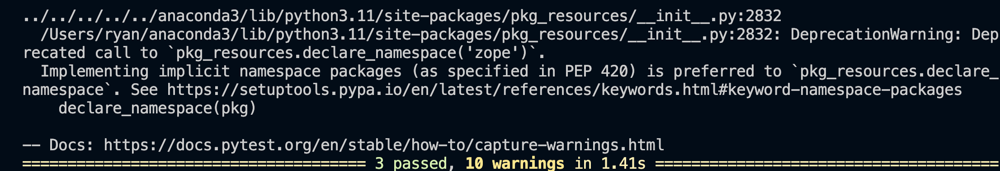 ../../../../../anaconda3/lib/python3.11/site-packages/pkg_resources/__init__.py:2832
  /Users/ryan/anaconda3/lib/python3.11/site-packages/pkg_resources/__init__.py:2832: DeprecationWarning: Dep
recated call to `pkg_resources.declare_namespace('zope')`.
  Implementing implicit namespace packages (as specified in PEP 420) is preferred to `pkg_resources.declare_
namespace`. See https://setuptools.pypa.io/en/latest/references/keywords.html#keyword-namespace-packages
    declare_namespace(pkg)

-- Docs: https://docs.pytest.org/en/stable/how-to/capture-warnings.html
====================================== 3 passed, 10 warnings in 1.41s ======================================